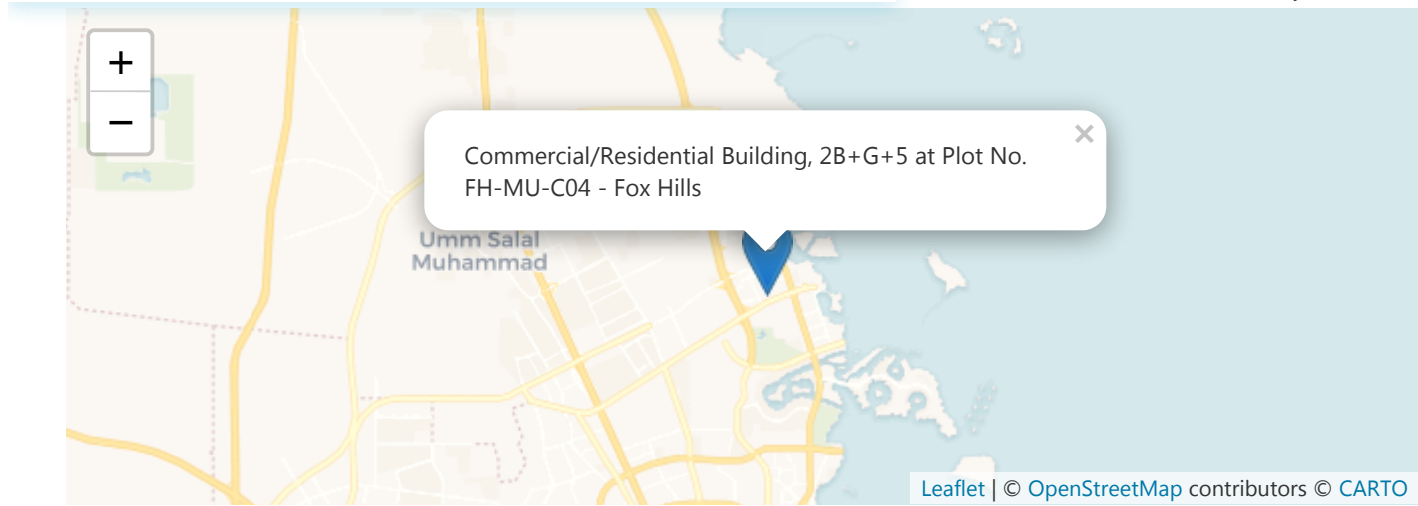 +
−
Commercial/Residential Building, 2B+G+5 at Plot No.
FH-MU-C04 - Fox Hills
×
Umm Salal
Muhammad
Leaflet | © OpenStreetMap contributors © CARTO